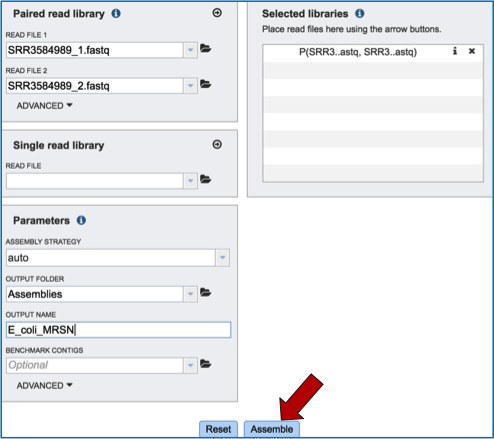 Paired read library
READ FILE 1
SRR3584989_1.fastq
READ FILE 2
SRR3584989_2.fastq
ADVANCED
Single read library
READ FILE
Parameters
ASSEMBLY STRATEGY
auto
OUTPUT FOLDER
Assemblies
OUTPUT NAME
E_coli_MRSN
BENCHMARK CONTIGS
Optional
ADVANCED
Selected libraries
Place read files here using the arrow buttons.
P(SRR3..astq, SRR3..astq)
Reset
Assemble